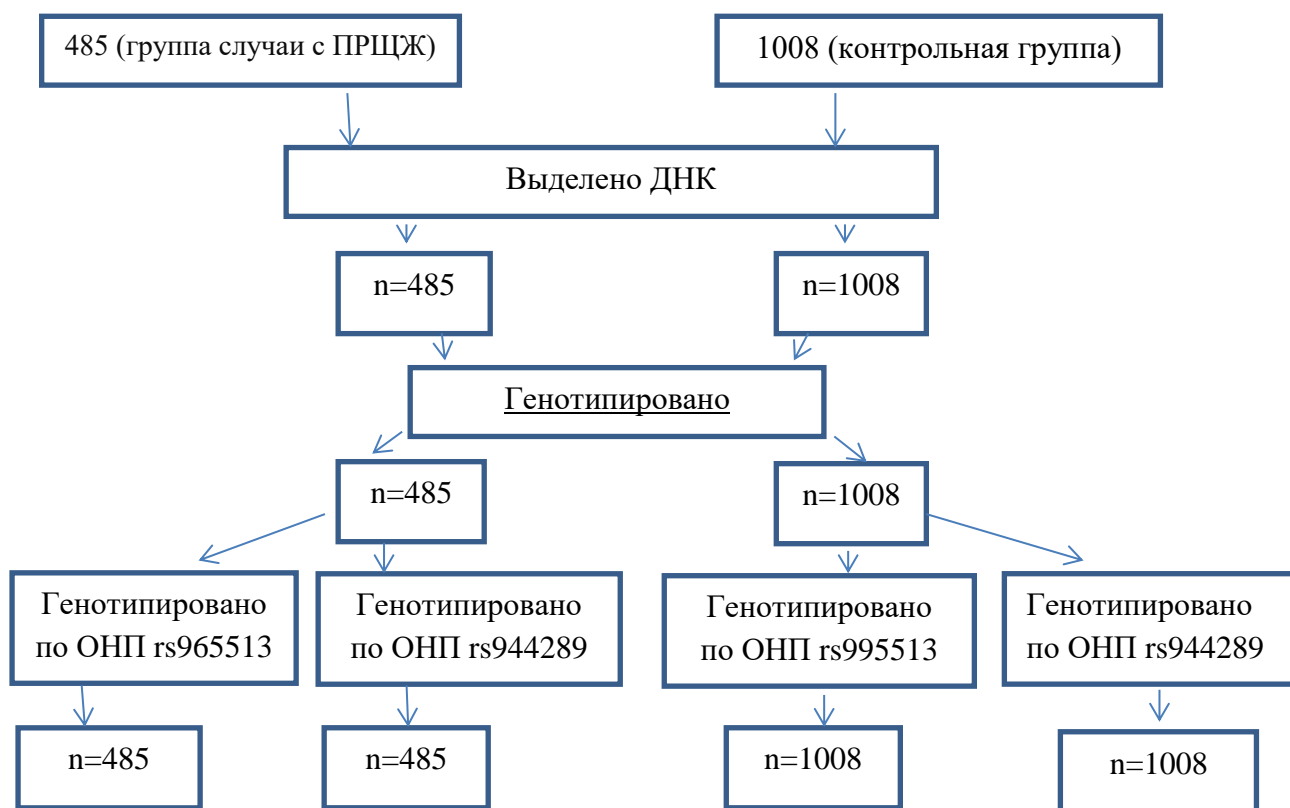 485 (группа случаи с ПРЩЖ)
1008 (контрольная группа)
Выделено ДНК
n=485
n=1008
Генотипировано
n=485
n=1008
Генотипировано
по ОНП rs965513
Генотипировано
по ОНП rs944289
Генотипировано
по ОНП rs995513
Генотипировано
по ОНП rs944289
n=485
n=485
n=1008
n=1008